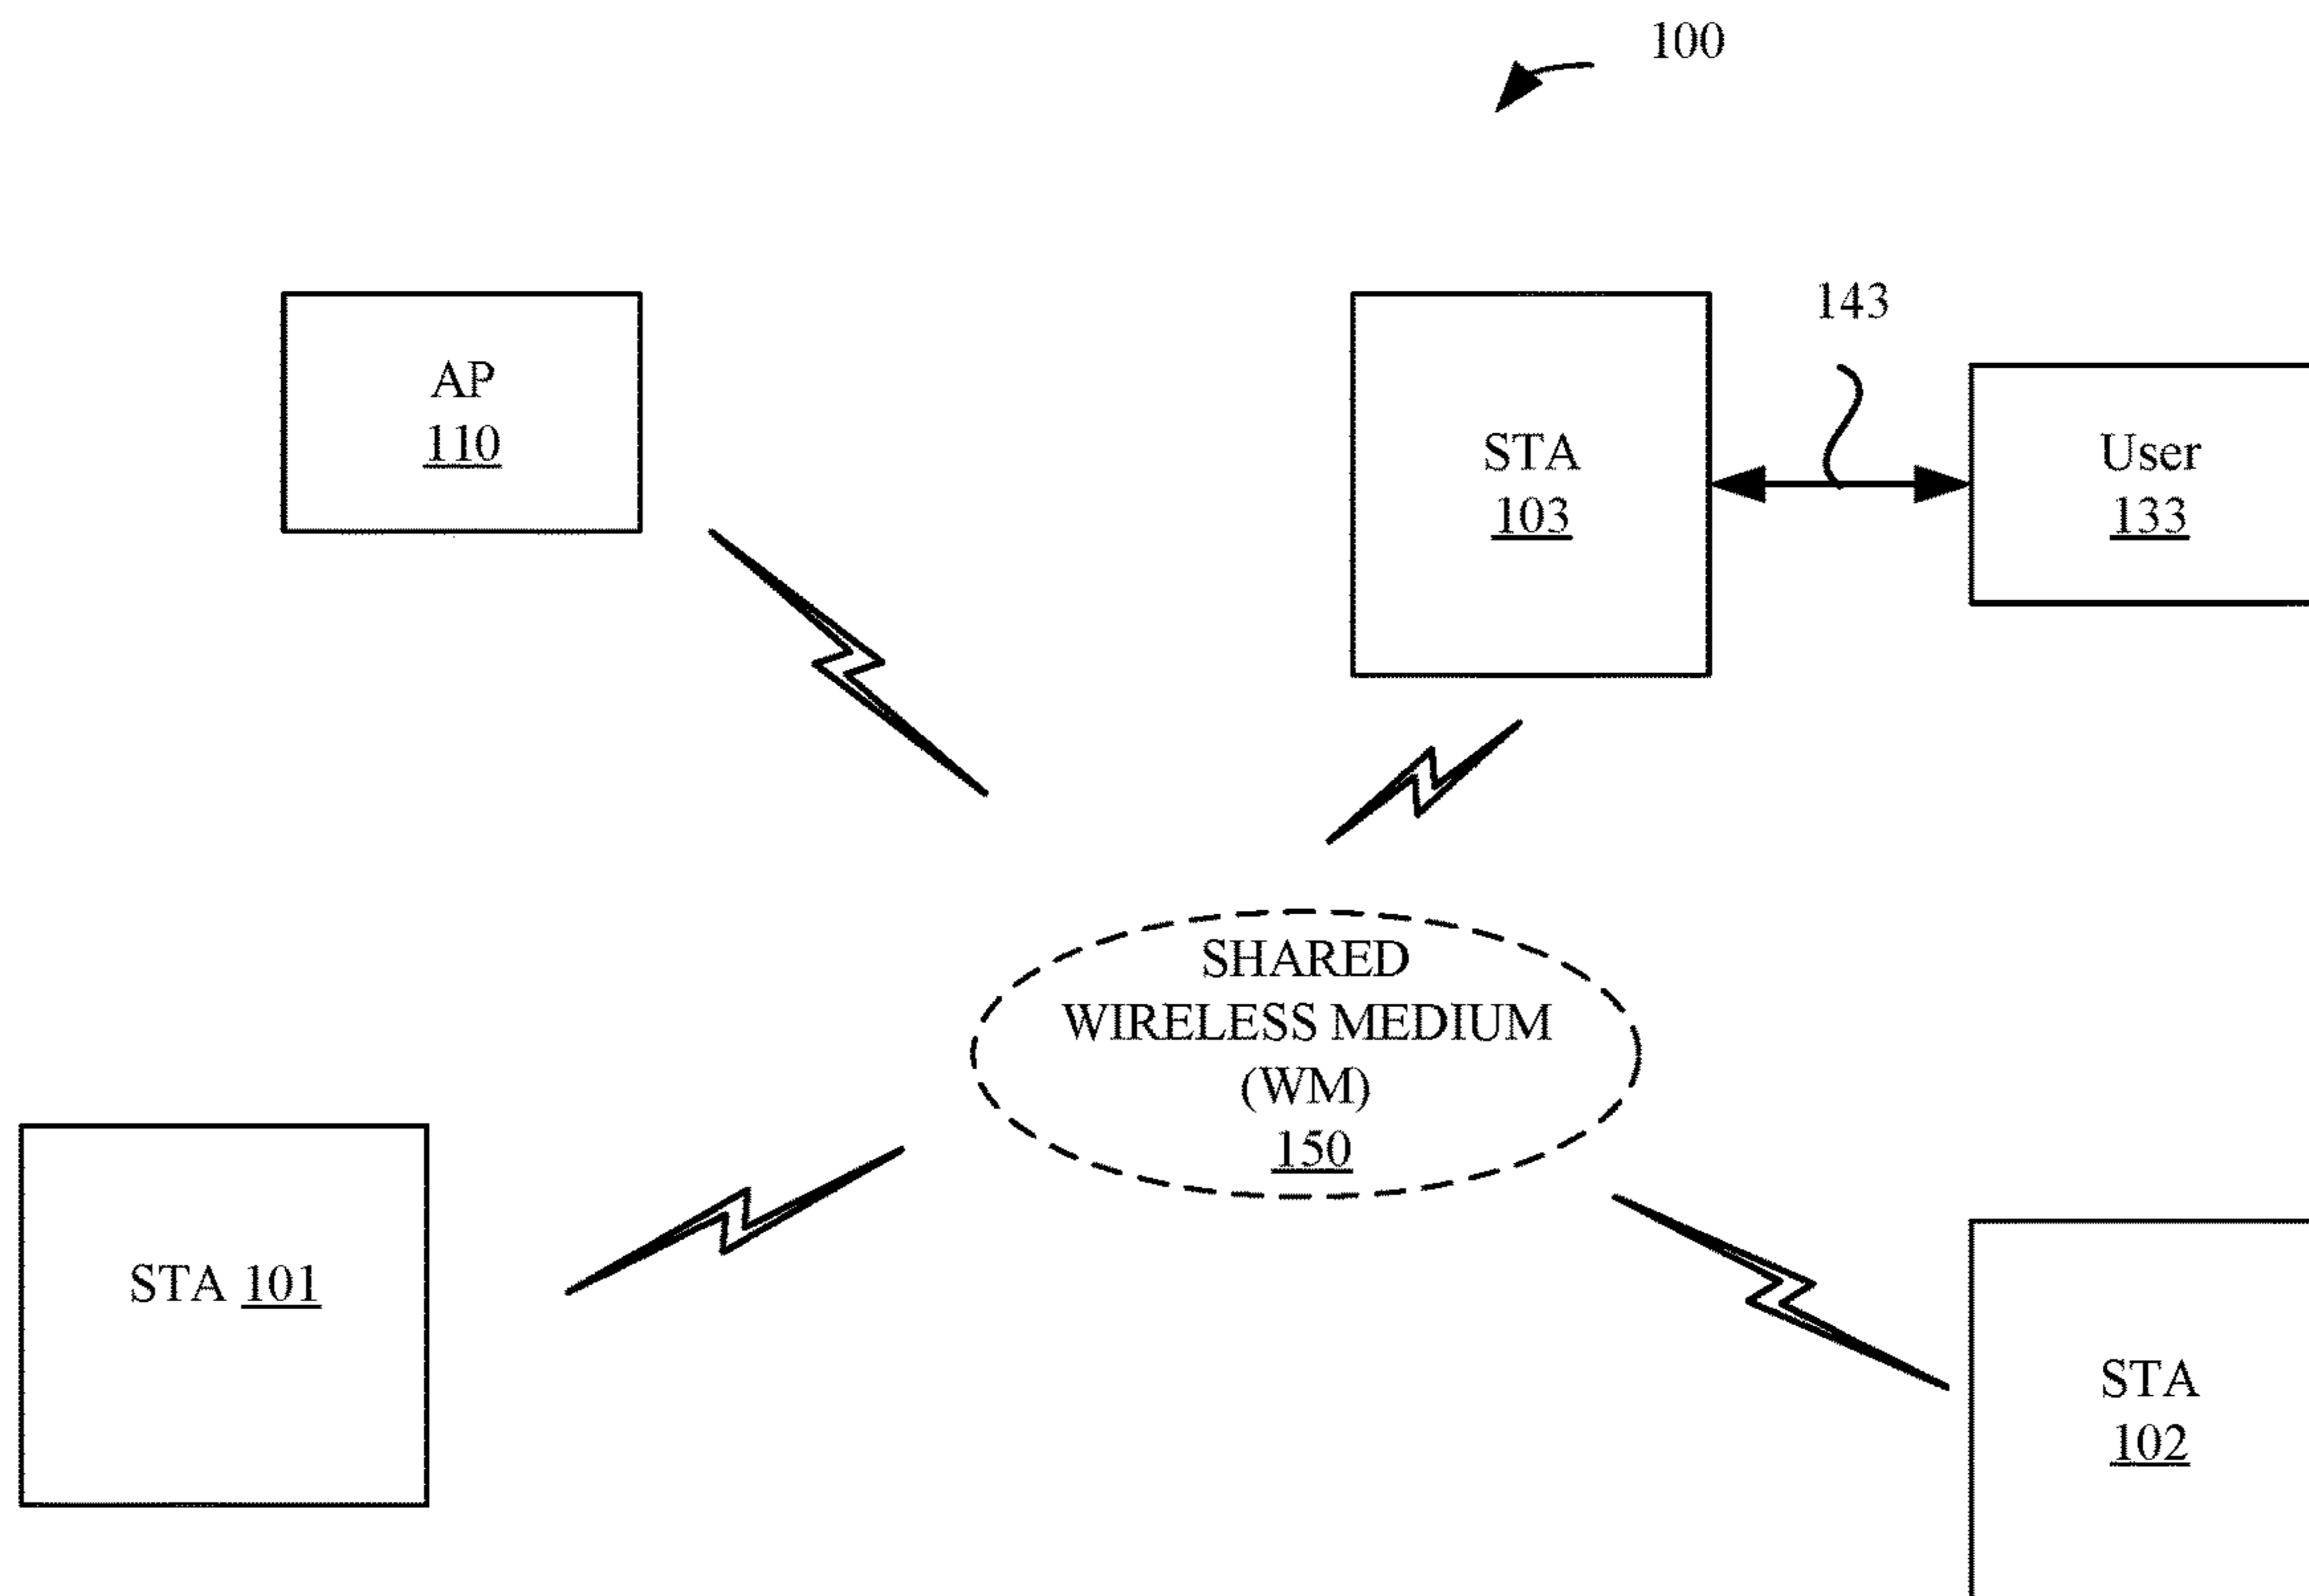 100
143
AP
110
STA
103
User
133
SHARED
WIRELESS MEDIUM
(WM)
150
STA 101
STA
102